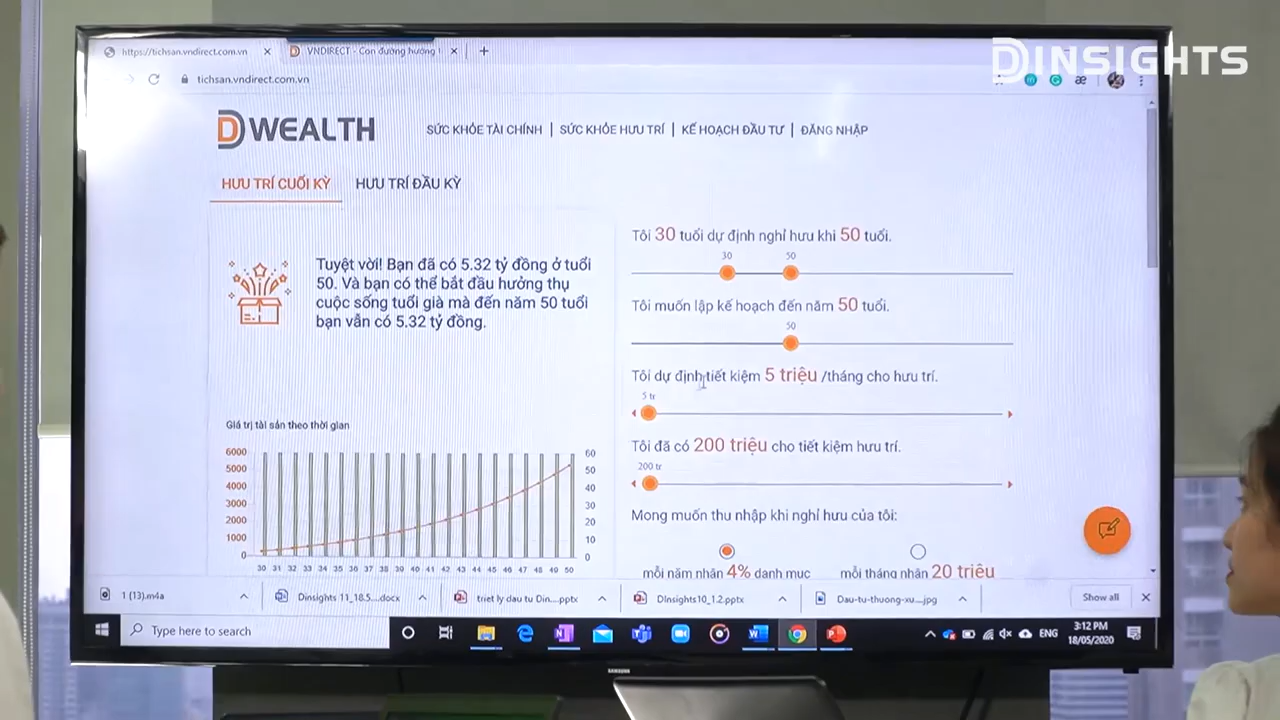 https://tichsan.vndirect.com.vn
VNDIRECT - Con đường hướng
DINSIGHTS
tichsan.vndirect.com.vn
DWEALTH
SỨC KHỎE TÀI CHÍNH | SỨC KHỎE HƯU TRÍ | KẾ HOẠCH ĐẦU TƯ | ĐĂNG NHẬP
HƯU TRÍ CUỐI KỲ
HƯU TRÍ ĐẦU KỲ
Tuyệt vời! Bạn đã có 5.32 tỷ đồng ở tuổi
50. Và bạn có thể bắt đầu hưởng thụ
cuộc sống tuổi già mà đến năm 50 tuổi
bạn vẫn có 5.32 tỷ đồng.
Giá trị tài sản theo thời gian
6000
5000
4000
3000
2000
1000
0
60
50
40
30
20
10
0
30 31 32 33 34 35 36 37 38 39 40 41 42 43 44 45 46 47 48 49 50
Tôi 30 tuổi dự định nghỉ hưu khi 50 tuổi.
30 50
Tôi muốn lập kế hoạch đến năm 50 tuổi.
50
Tôi dự định tiết kiệm 5 triệu /tháng cho hưu trí.
5 tr
Tôi đã có 200 triệu cho tiết kiệm hưu trí.
200 tr
Mong muốn thu nhập khi nghỉ hưu của tôi:
mỗi năm nhận 4% danh mục
mỗi tháng nhận 20 triệu
1 (13).m4a
Dinsights 11_18.5....docx
triet ly dau tu Din....pptx
DInsights10_1.2.pptx
Dau-tu-thuong-xu....jpg
Show all
Type here to search
ENG
3:12 PM
18/05/2020
SAMSUNG